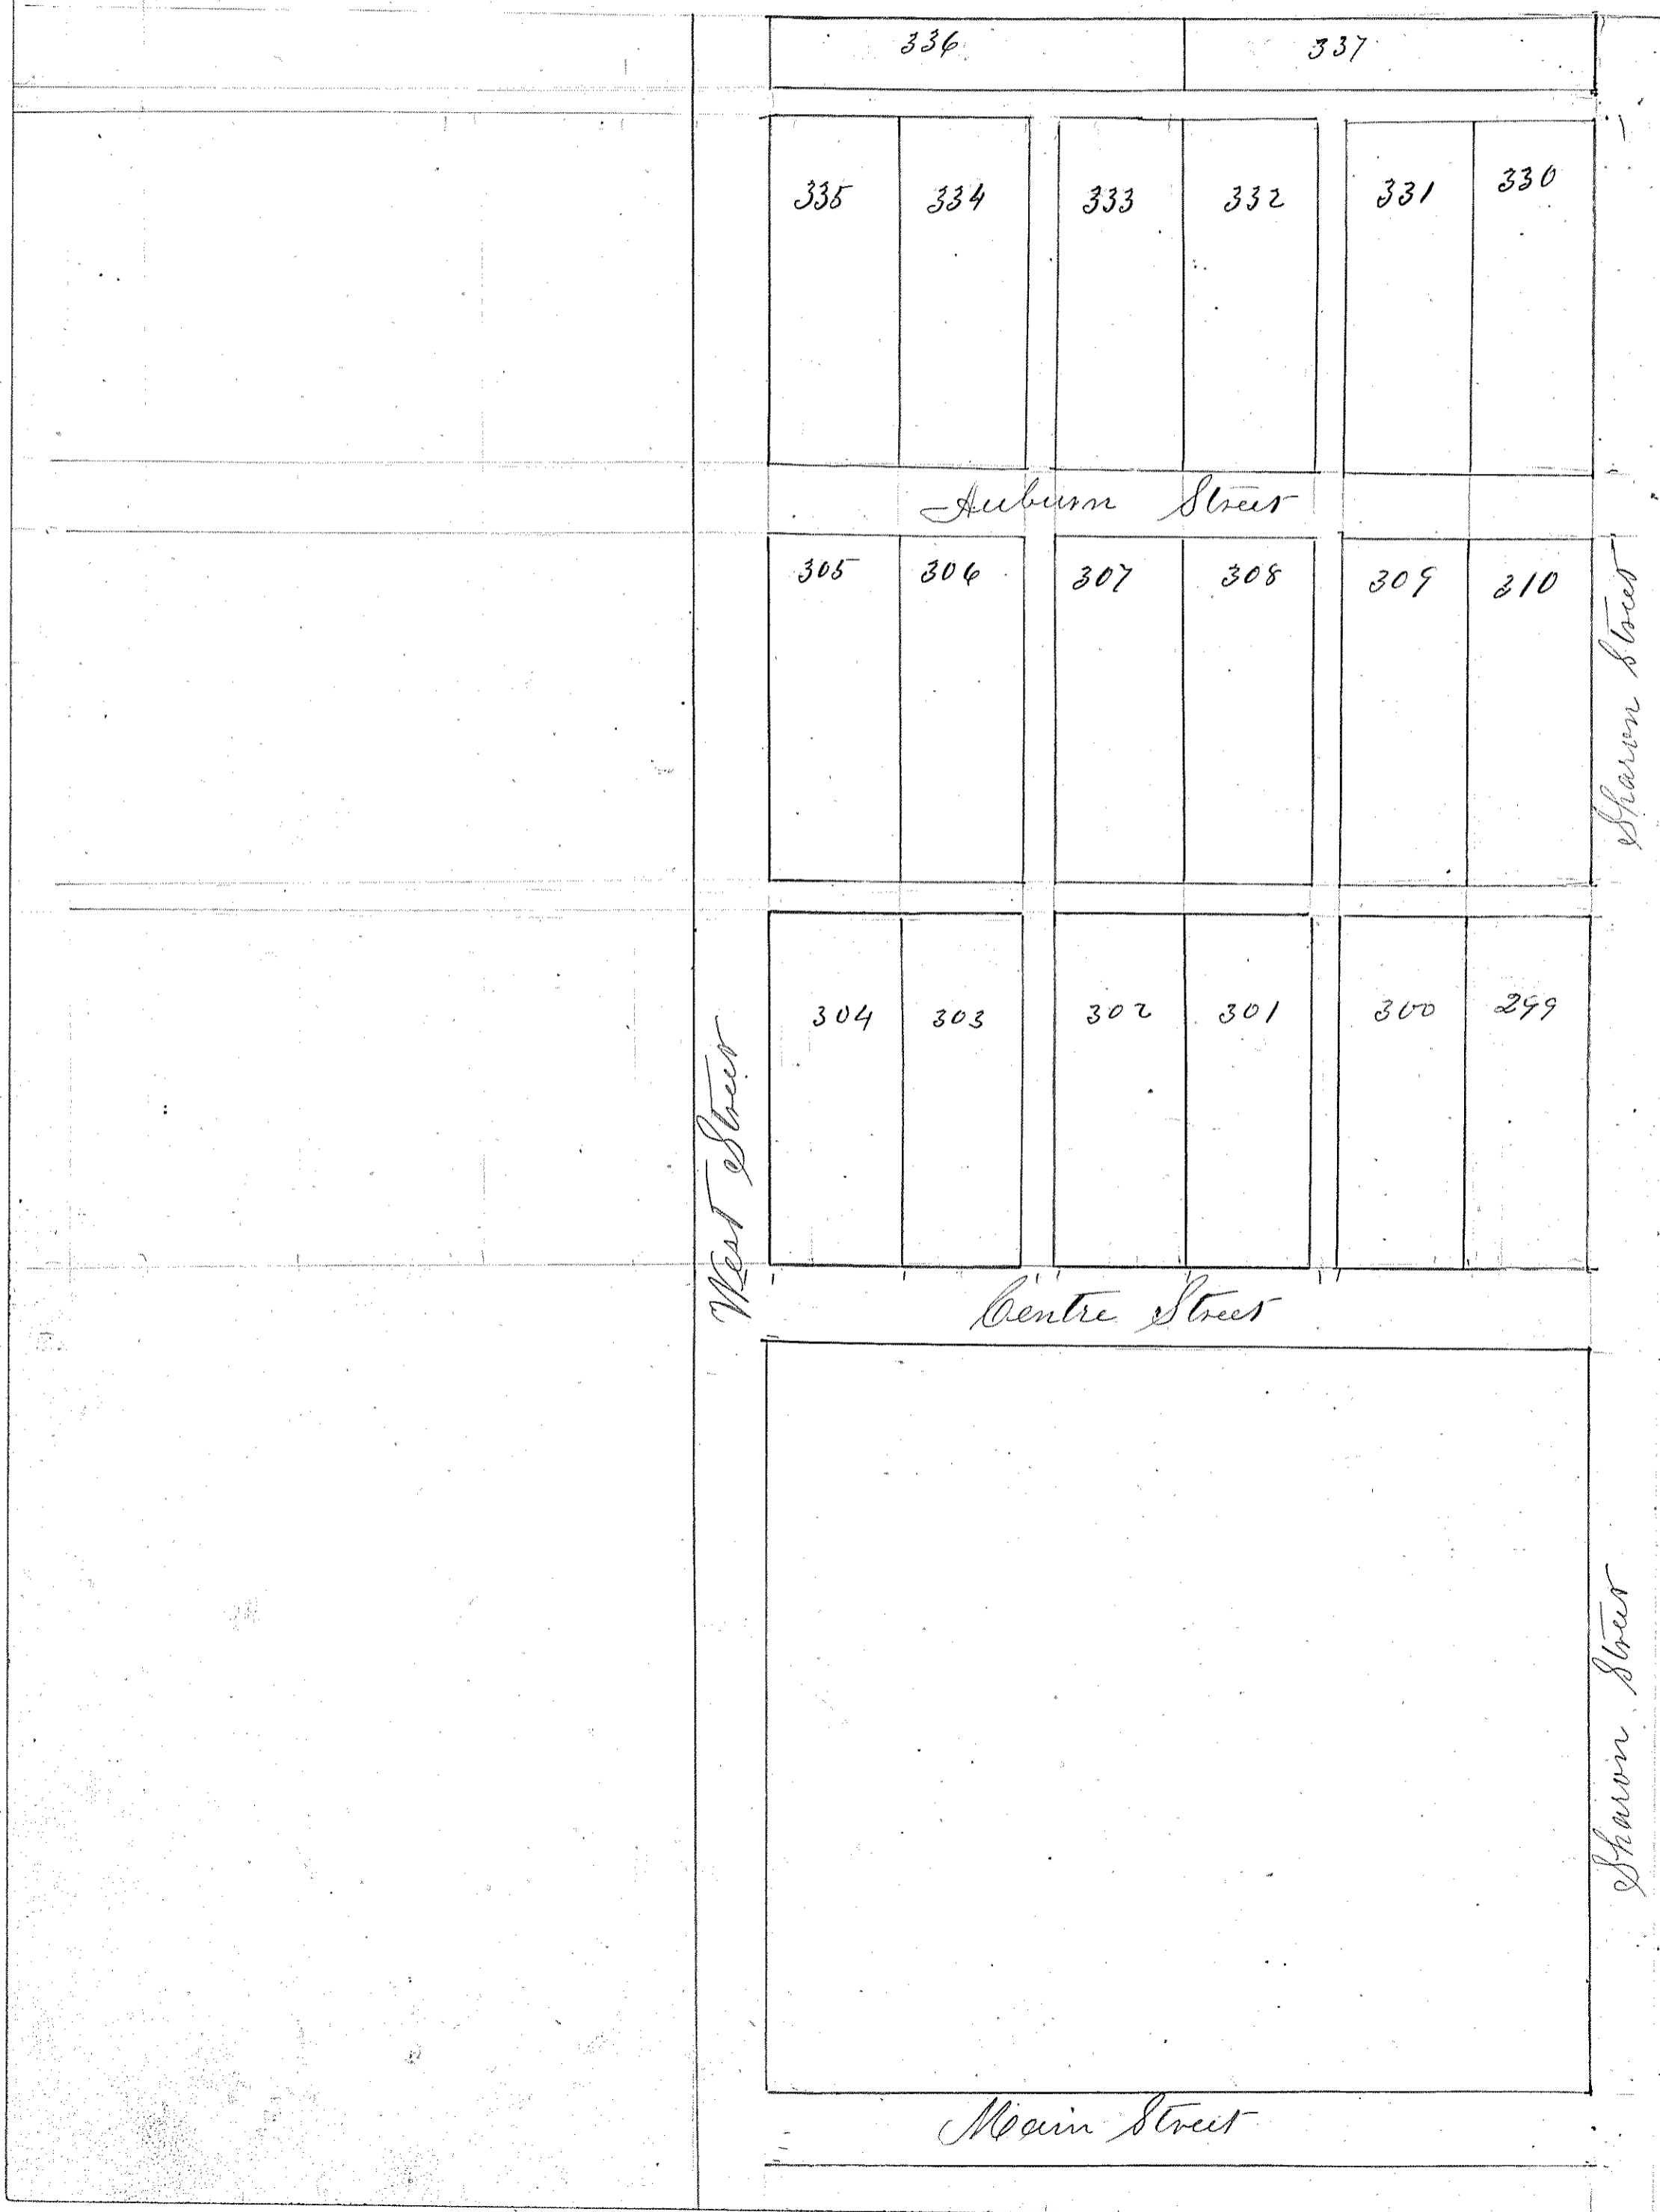 336 337
335 334 333 332 331 330
Auburn Street
305 306 307 308 309 310
Sharon Street
304 303 302 301 300 299
West Street
Centre Street
Sharon Street
Main Street